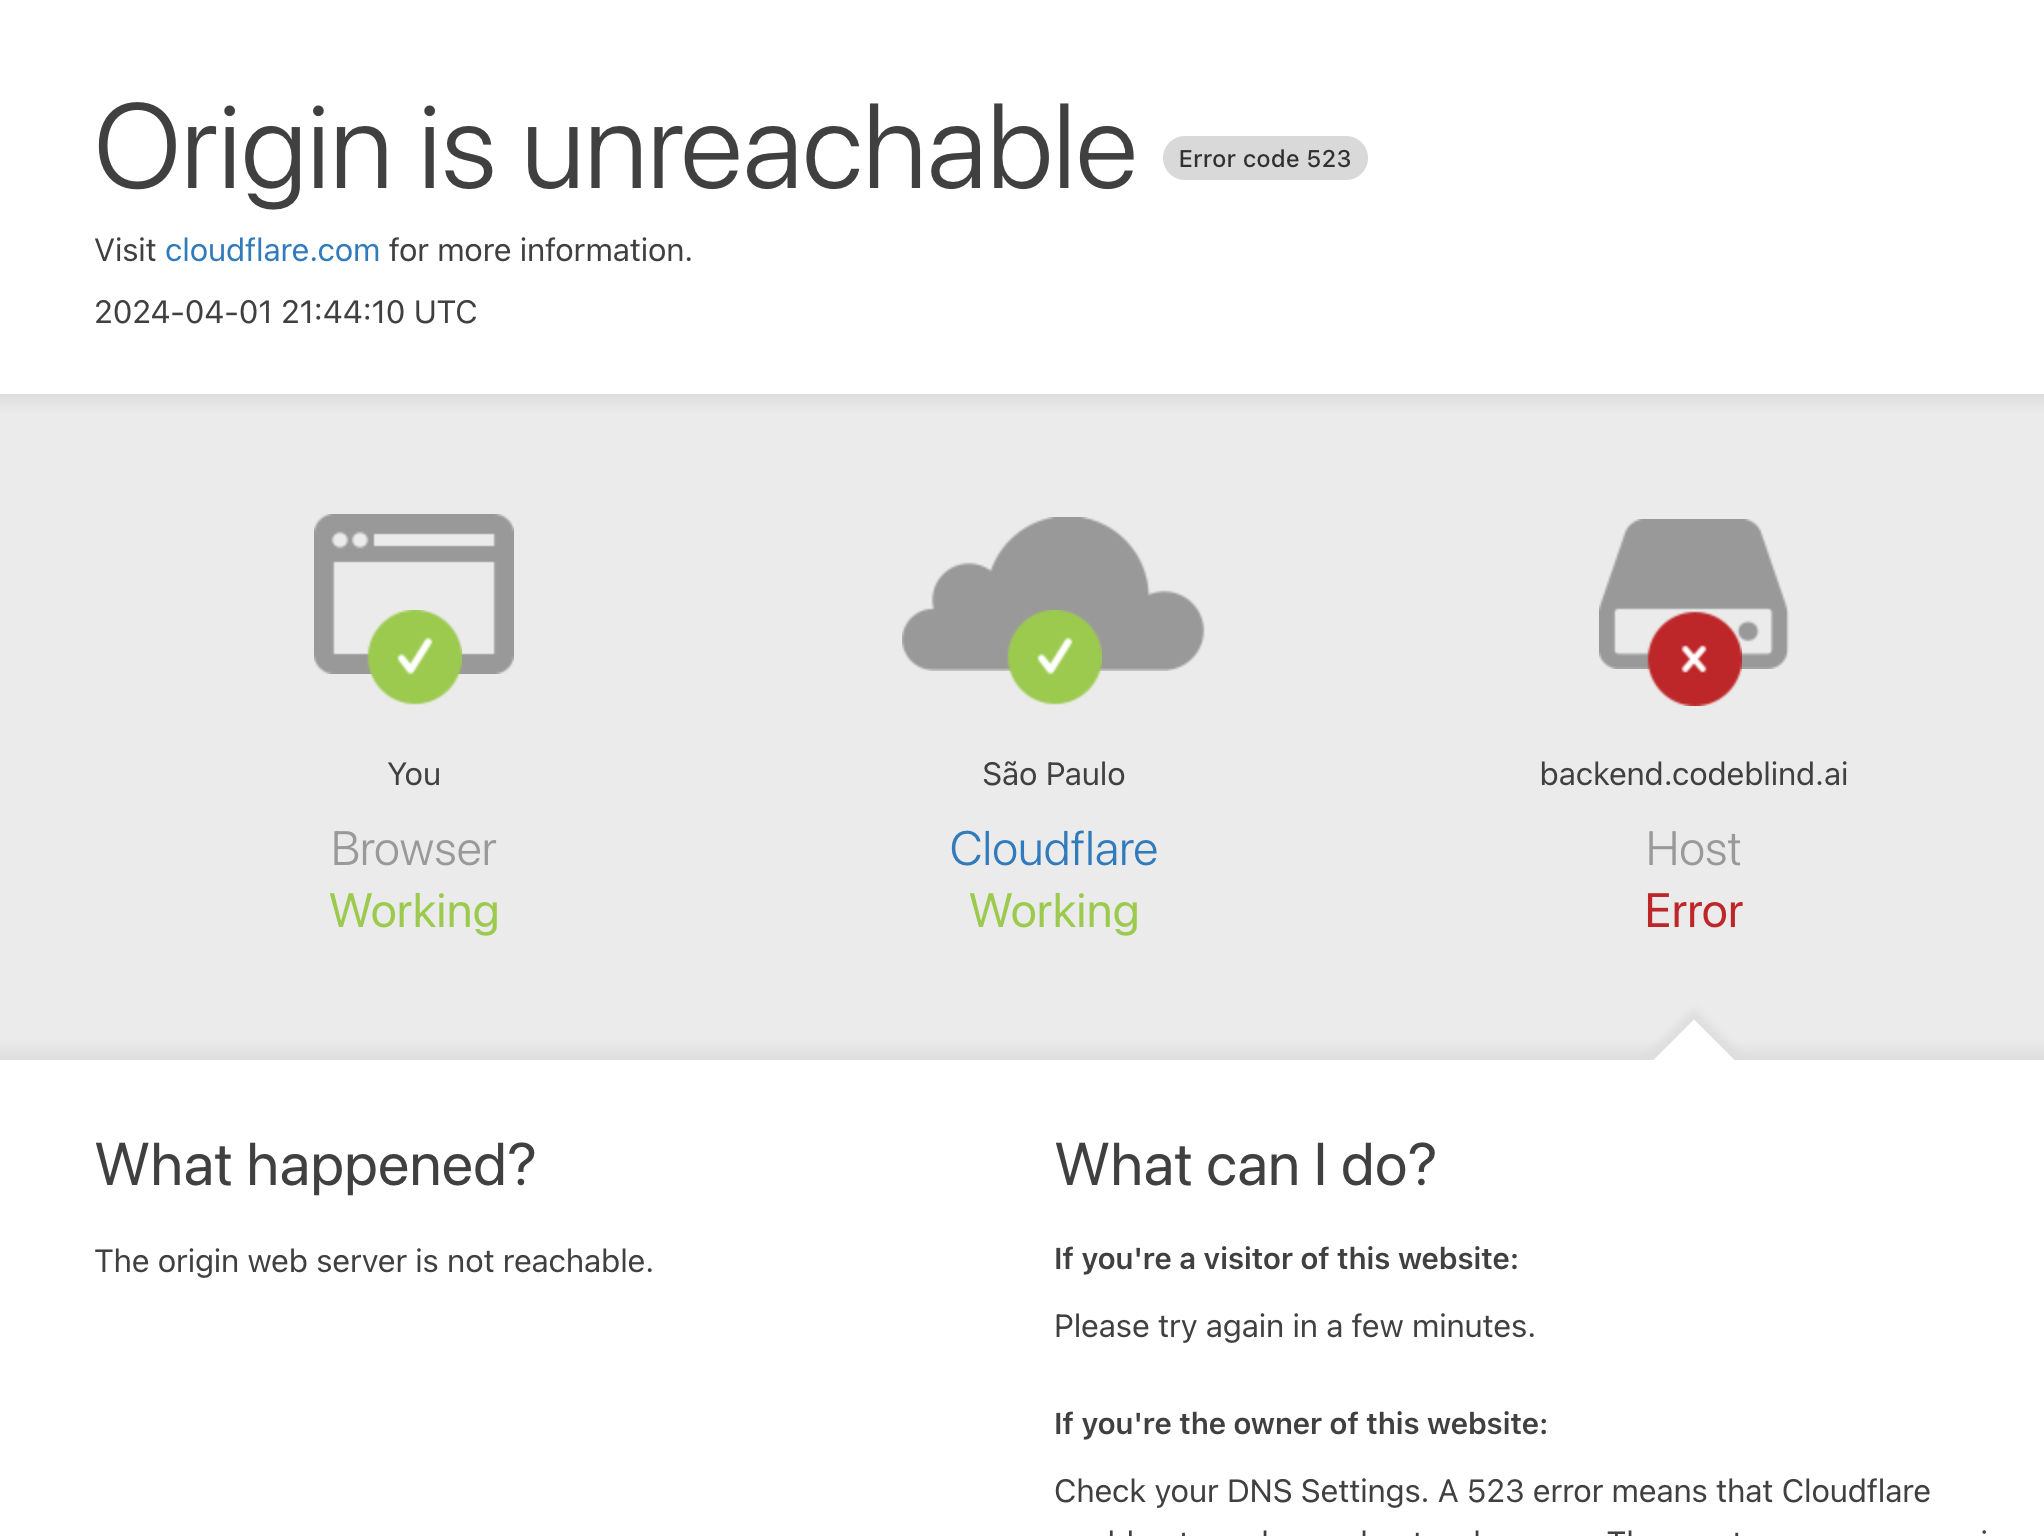 Origin is unreachable Error code 523
Visit cloudflare.com for more information.
2024-04-01 21:44:10 UTC
You
Browser
Working
São Paulo
Cloudflare
Working
backend.codeblind.ai
Host
Error
What happened?
The origin web server is not reachable.
What can I do?
If you're a visitor of this website:
Please try again in a few minutes.
If you're the owner of this website:
Check your DNS Settings. A 523 error means that Cloudflare